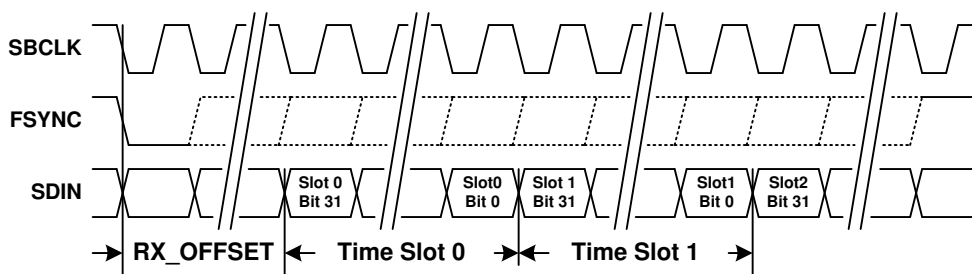 SBCLK
FSYNC
SDIN
Slot 0
Bit 31
Slot0
Bit 0
Slot 1
Bit 31
Slot1
Bit 0
Slot2
Bit 31
RX_OFFSET
Time Slot 0
Time Slot 1